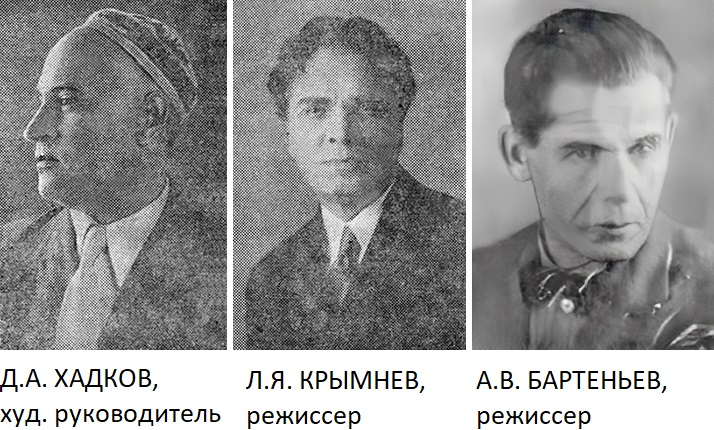 Д.А. ХАДКОВ,
худ. руководитель
Л.Я. КРЫМНЕВ,
режиссер
А.В. БАРТЕНЬЕВ,
режиссер